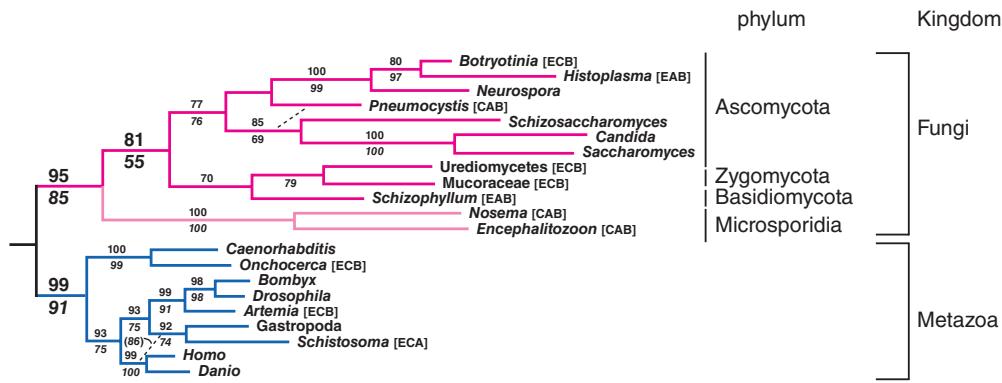 phylum Kingdom
80
Botryotinia [ECB]
100
97
Histoplasma [EAB]
99
Neurospora
77
Pneumocystis [CAB]
76
85
Ascomycota
69
Schizosaccharomyces
Fungi
81
100
Candida
55
100
Saccharomyces
Urediomycetes [ECB]
95
70
79
Zygomycota
Mucoraceae [ECB]
85
Schizophyllum [EAB]
Basidiomycota
100
Nosema [CAB]
Microsporidia
100
Encephalitozoon [CAB]
100
Caenorhabditis
99
Onchocerca [ECB]
99
98
Bombyx
91
99
98
Drosophila
93
91
Artemia [ECB]
Metazoa
75
92
Gastropoda
93
(86)
74
Schistosoma [ECA]
75
99
Homo
100
Danio